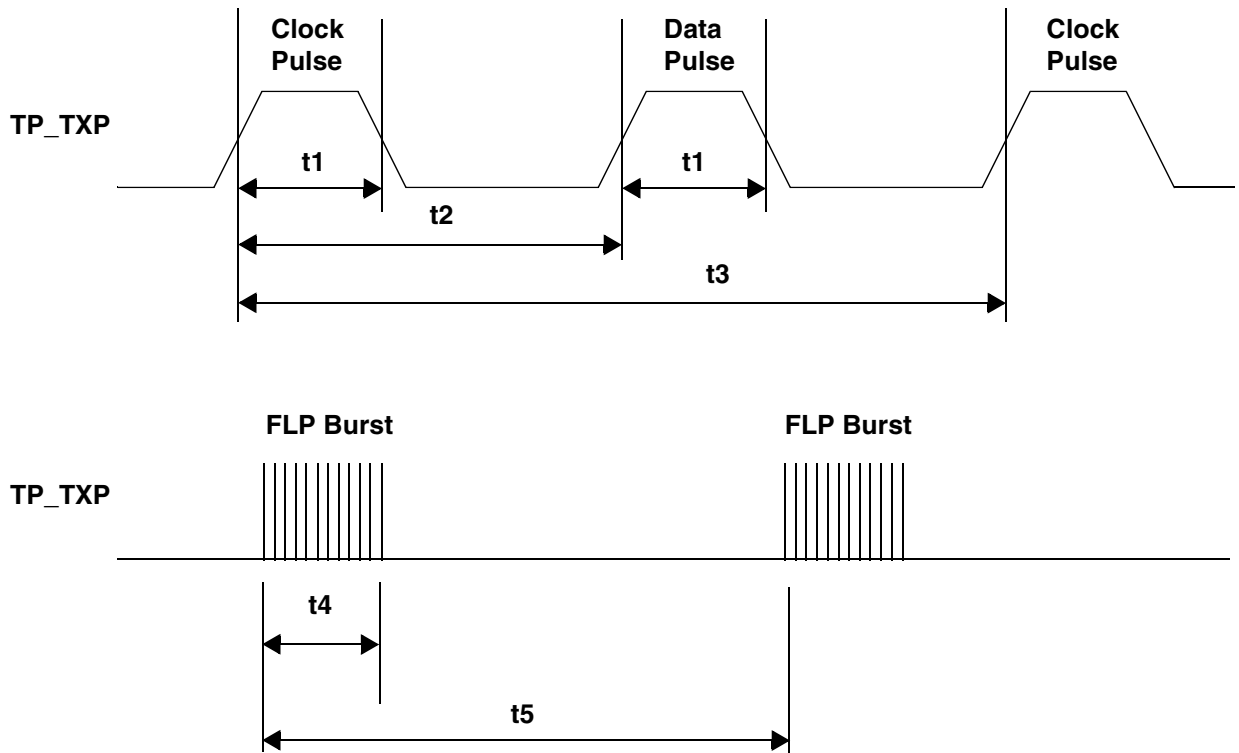 Clock
Pulse
Data
Pulse
Clock
Pulse
TP_TXP
t1
t1
t2
t3
FLP Burst
FLP Burst
TP_TXP
t4
t5